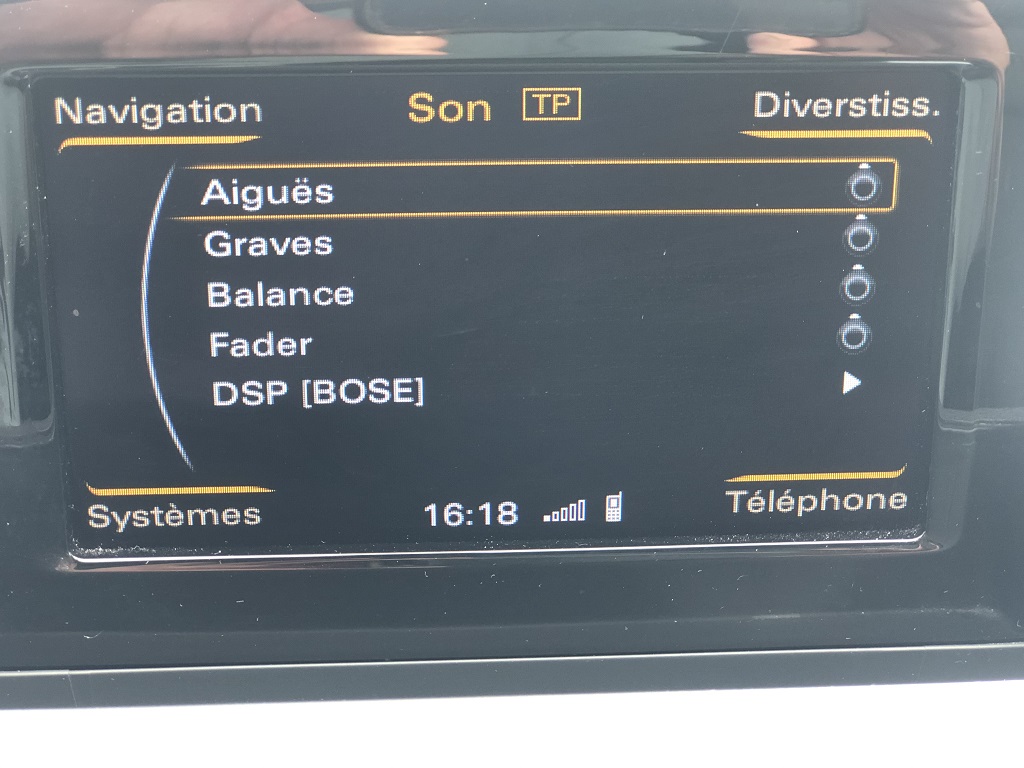 Navigation Son TP Diverstiss.
Aiguës
Graves
Balance
Fader
DSP [BOSE]
Systèmes 16:18 Téléphone